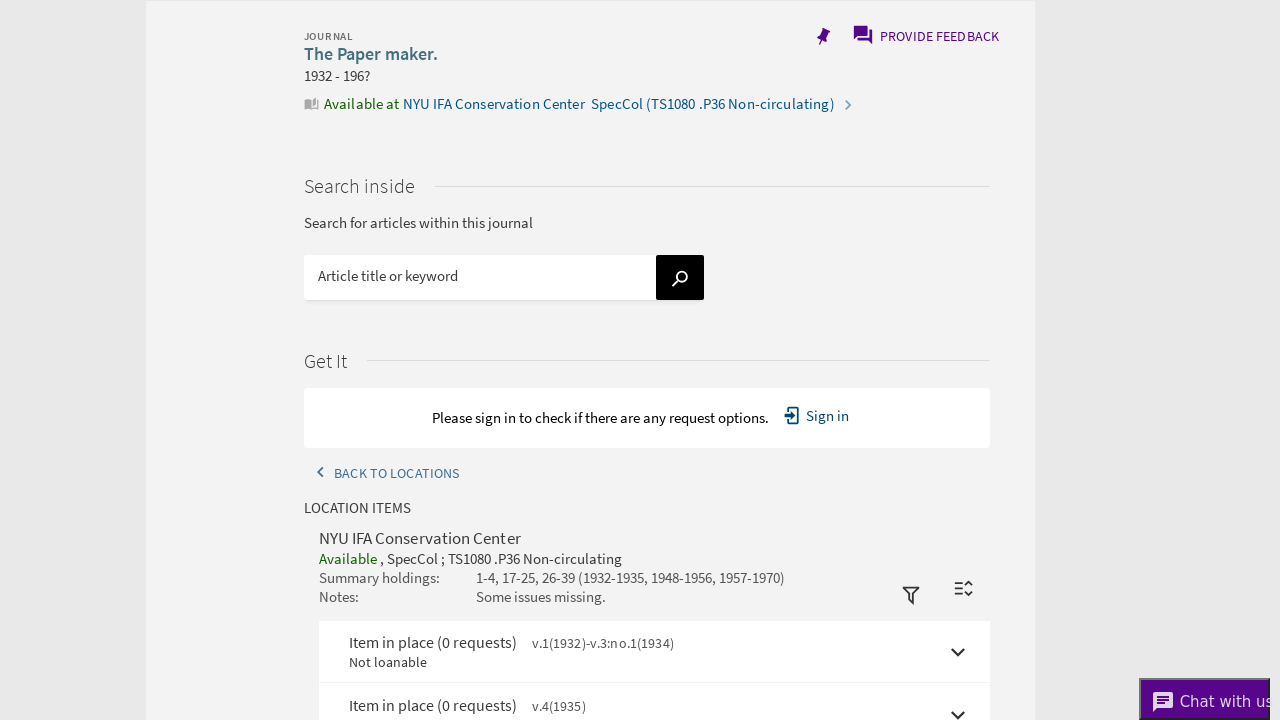 JOURNAL
PROVIDE FEEDBACK
The Paper maker.
1932 - 196?
Available at NYU IFA Conservation Center SpecCol (TS1080 .P36 Non-circulating)
Search inside
Search for articles within this journal
Article title or keyword
Get It
Please sign in to check if there are any request options. Sign in
BACK TO LOCATIONS
LOCATION ITEMS
NYU IFA Conservation Center
Available , SpecCol ; TS1080 .P36 Non-circulating
Summary holdings: 1-4, 17-25, 26-39 (1932-1935, 1948-1956, 1957-1970)
Notes: Some issues missing.
Item in place (0 requests) v.1(1932)-v.3:no.1(1934)
Not loanable
Item in place (0 requests) v.4(1935)
Chat with us